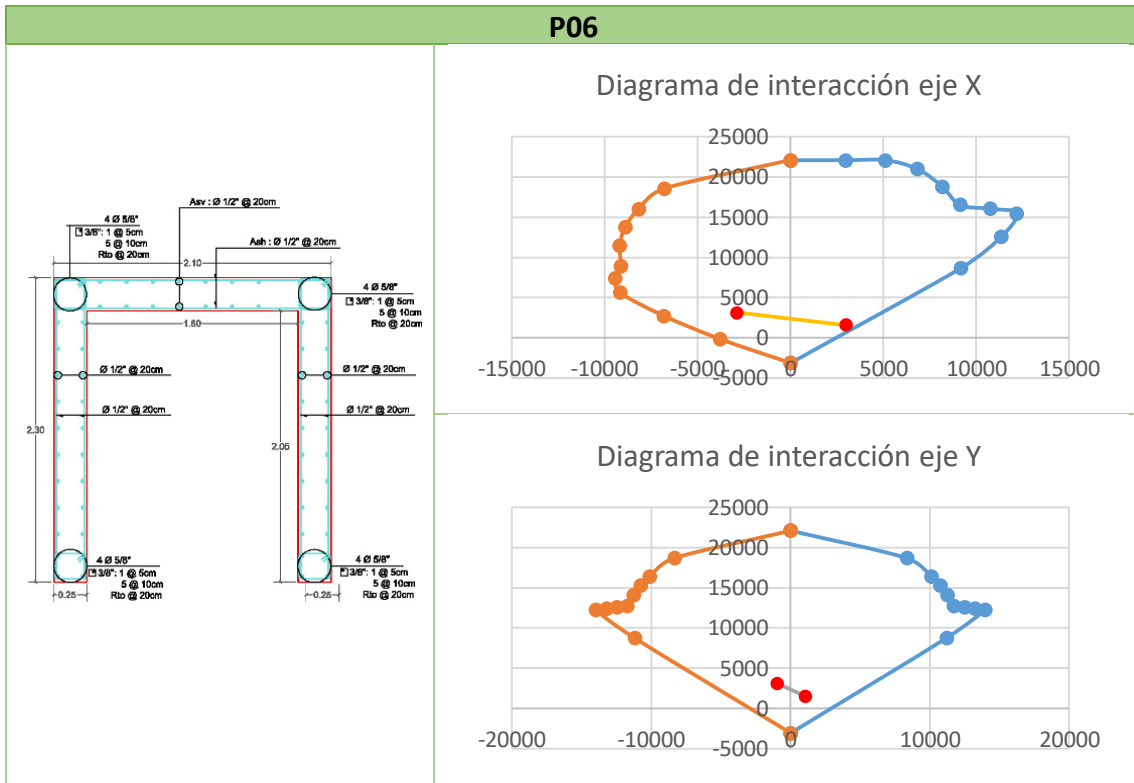 P06
Asv : Ø 1/2" @ 20cm
4 Ø 5/8"
3/8": 1 @ 5cm
5 @ 10cm
Rto @ 20cm
Ash : Ø 1/2" @ 20cm
2.10
4 Ø 5/8"
3/8": 1 @ 5cm
5 @ 10cm
Rto @ 20cm
1.60
Ø 1/2" @ 20cm
Ø 1/2" @ 20cm
Ø 1/2" @ 20cm
Ø 1/2" @ 20cm
2.30
2.05
4 Ø 5/8"
3/8": 1 @ 5cm
5 @ 10cm
Rto @ 20cm
4 Ø 5/8"
3/8": 1 @ 5cm
5 @ 10cm
Rto @ 20cm
0.25
0.25
Diagrama de interacción eje X
25000
20000
15000
10000
5000
0
-5000
-15000 -10000 -5000 0 5000 10000 15000
Diagrama de interacción eje Y
25000
20000
15000
10000
5000
0
-5000
-20000 -10000 0 10000 20000